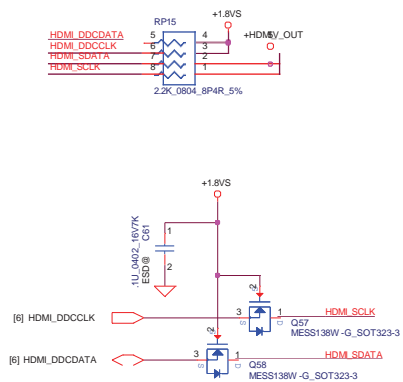 +1.8VS
RP15
+HDMI_5V_OUT
HDMI_DDCDATA 5 4
HDMI_DDCCLK 6 3
HDMI_SDATA 7 2
HDMI_SCLK 8 1
2.2K_0804_8P4R_5%
+1.8VS
.1U_0402_16V7K
ESD@ C61
1
2
2
[6] HDMI_DDCCLK 3 1 HDMI_SCLK
S D Q57
MESS138W -G_SOT323-3
2
[6] HDMI_DDCDATA 3 1 HDMI_SDATA
S D Q58
MESS138W -G_SOT323-3